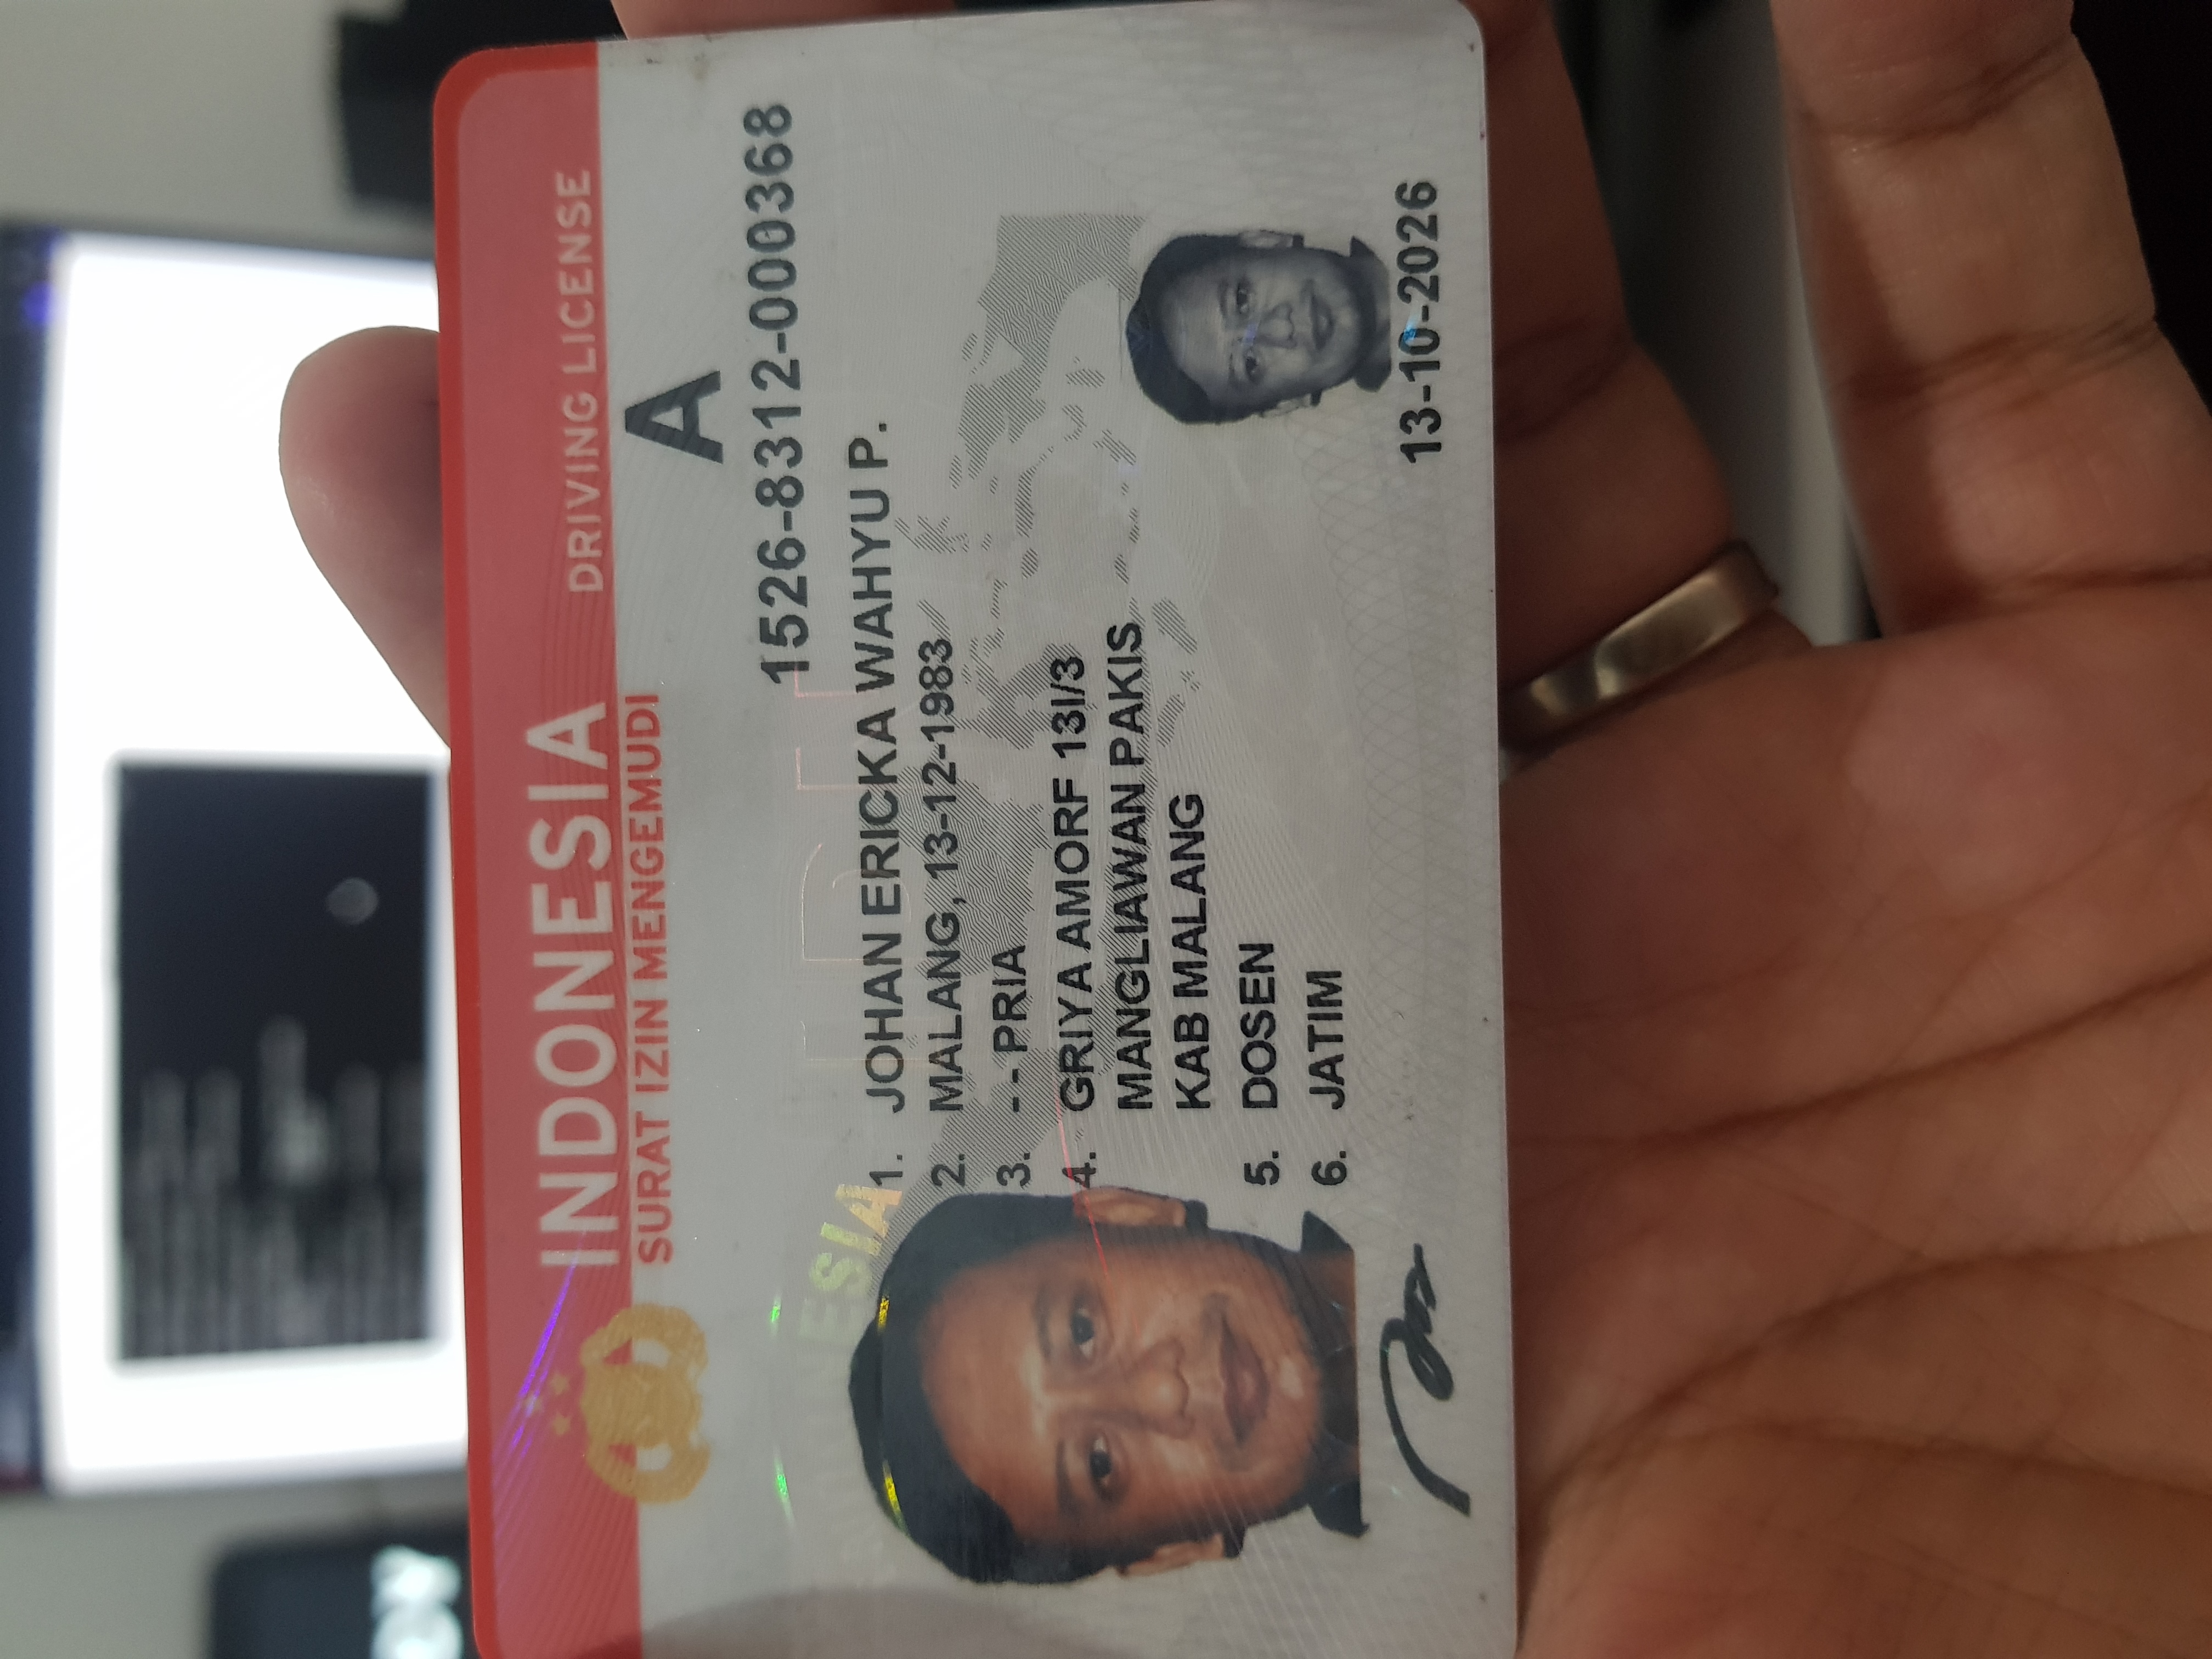 INDONESIA
DRIVING LICENSE
SURAT IZIN MENGEMUDI
A
1526-8312-000368
1. JOHAN ERICKA WAHYU P.
2. MALANG, 13-12-1983
3. - - PRIA
4. GRIYA AMORF 13I/3
MANGLIAWAN PAKIS
KAB MALANG
5. DOSEN
6. JATIM
13-10-2026